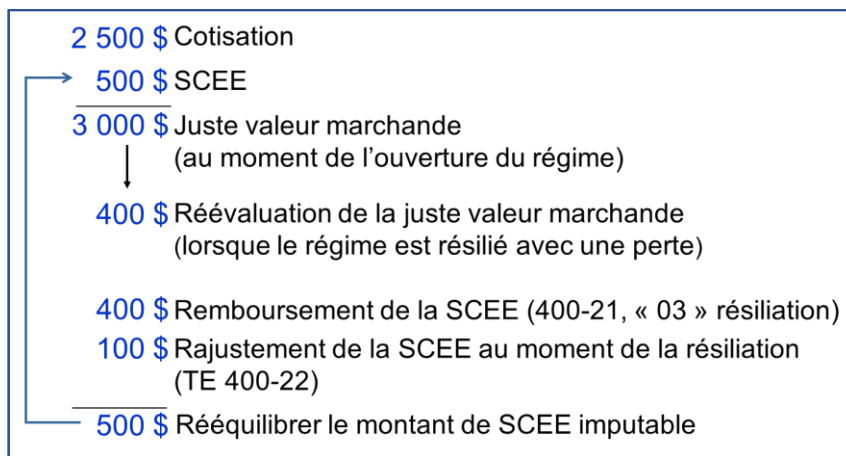 2 500 $ Cotisation
500 $ SCEE
3 000 $ Juste valeur marchande
(au moment de l’ouverture du régime)
400 $ Réévaluation de la juste valeur marchande
(lorsque le régime est résilié avec une perte)
400 $ Remboursement de la SCEE (400-21, « 03 » résiliation)
100 $ Rajustement de la SCEE au moment de la résiliation
(TE 400-22)
500 $ Rééquilibrer le montant de SCEE imputable